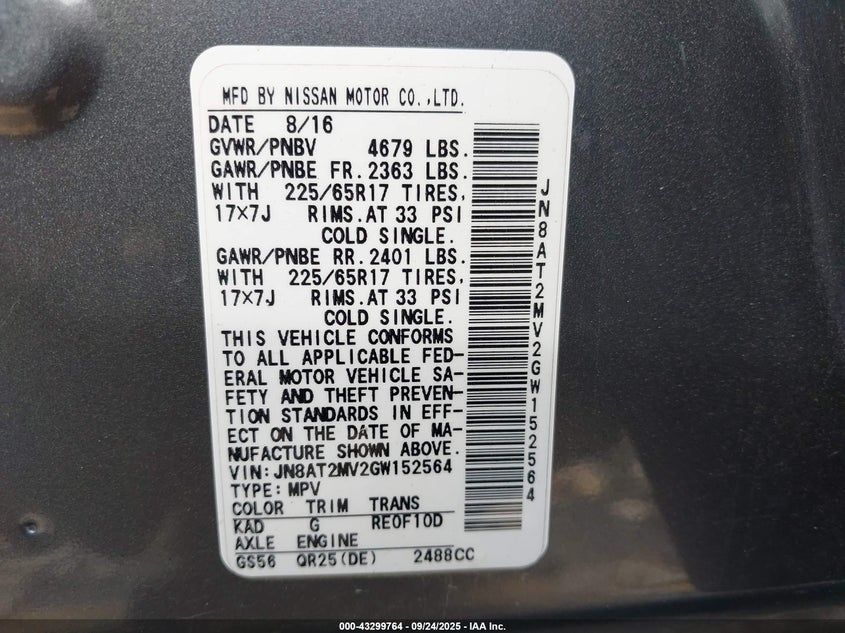 MFD BY NISSAN MOTOR CO.,LTD.
DATE 8/16
GVWR/PNBV 4679 LBS.
GAWR/PNBE FR. 2363 LBS.
WITH 225/65R17 TIRES,
17×7J RIMS. AT 33 PSI
COLD SINGLE.
GAWR/PNBE RR. 2401 LBS.
WITH 225/65R17 TIRES,
17×7J RIMS. AT 33 PSI
COLD SINGLE.
THIS VEHICLE CONFORMS
TO ALL APPLICABLE FED-
ERAL MOTOR VEHICLE SA-
FETY AND THEFT PREVEN-
TION STANDARDS IN EFF-
ECT ON THE DATE OF MA-
NUFACTURE SHOWN ABOVE.
VIN:JN8AT2MV2GW152564
TYPE:MPV
COLOR TRIM TRANS
KAD G RE0F10D
AXLE ENGINE
GS56 QR25(DE) 2488CC
JN8AT2MV2GW152564
000-43299764 - 09/24/2025 - IAA Inc.